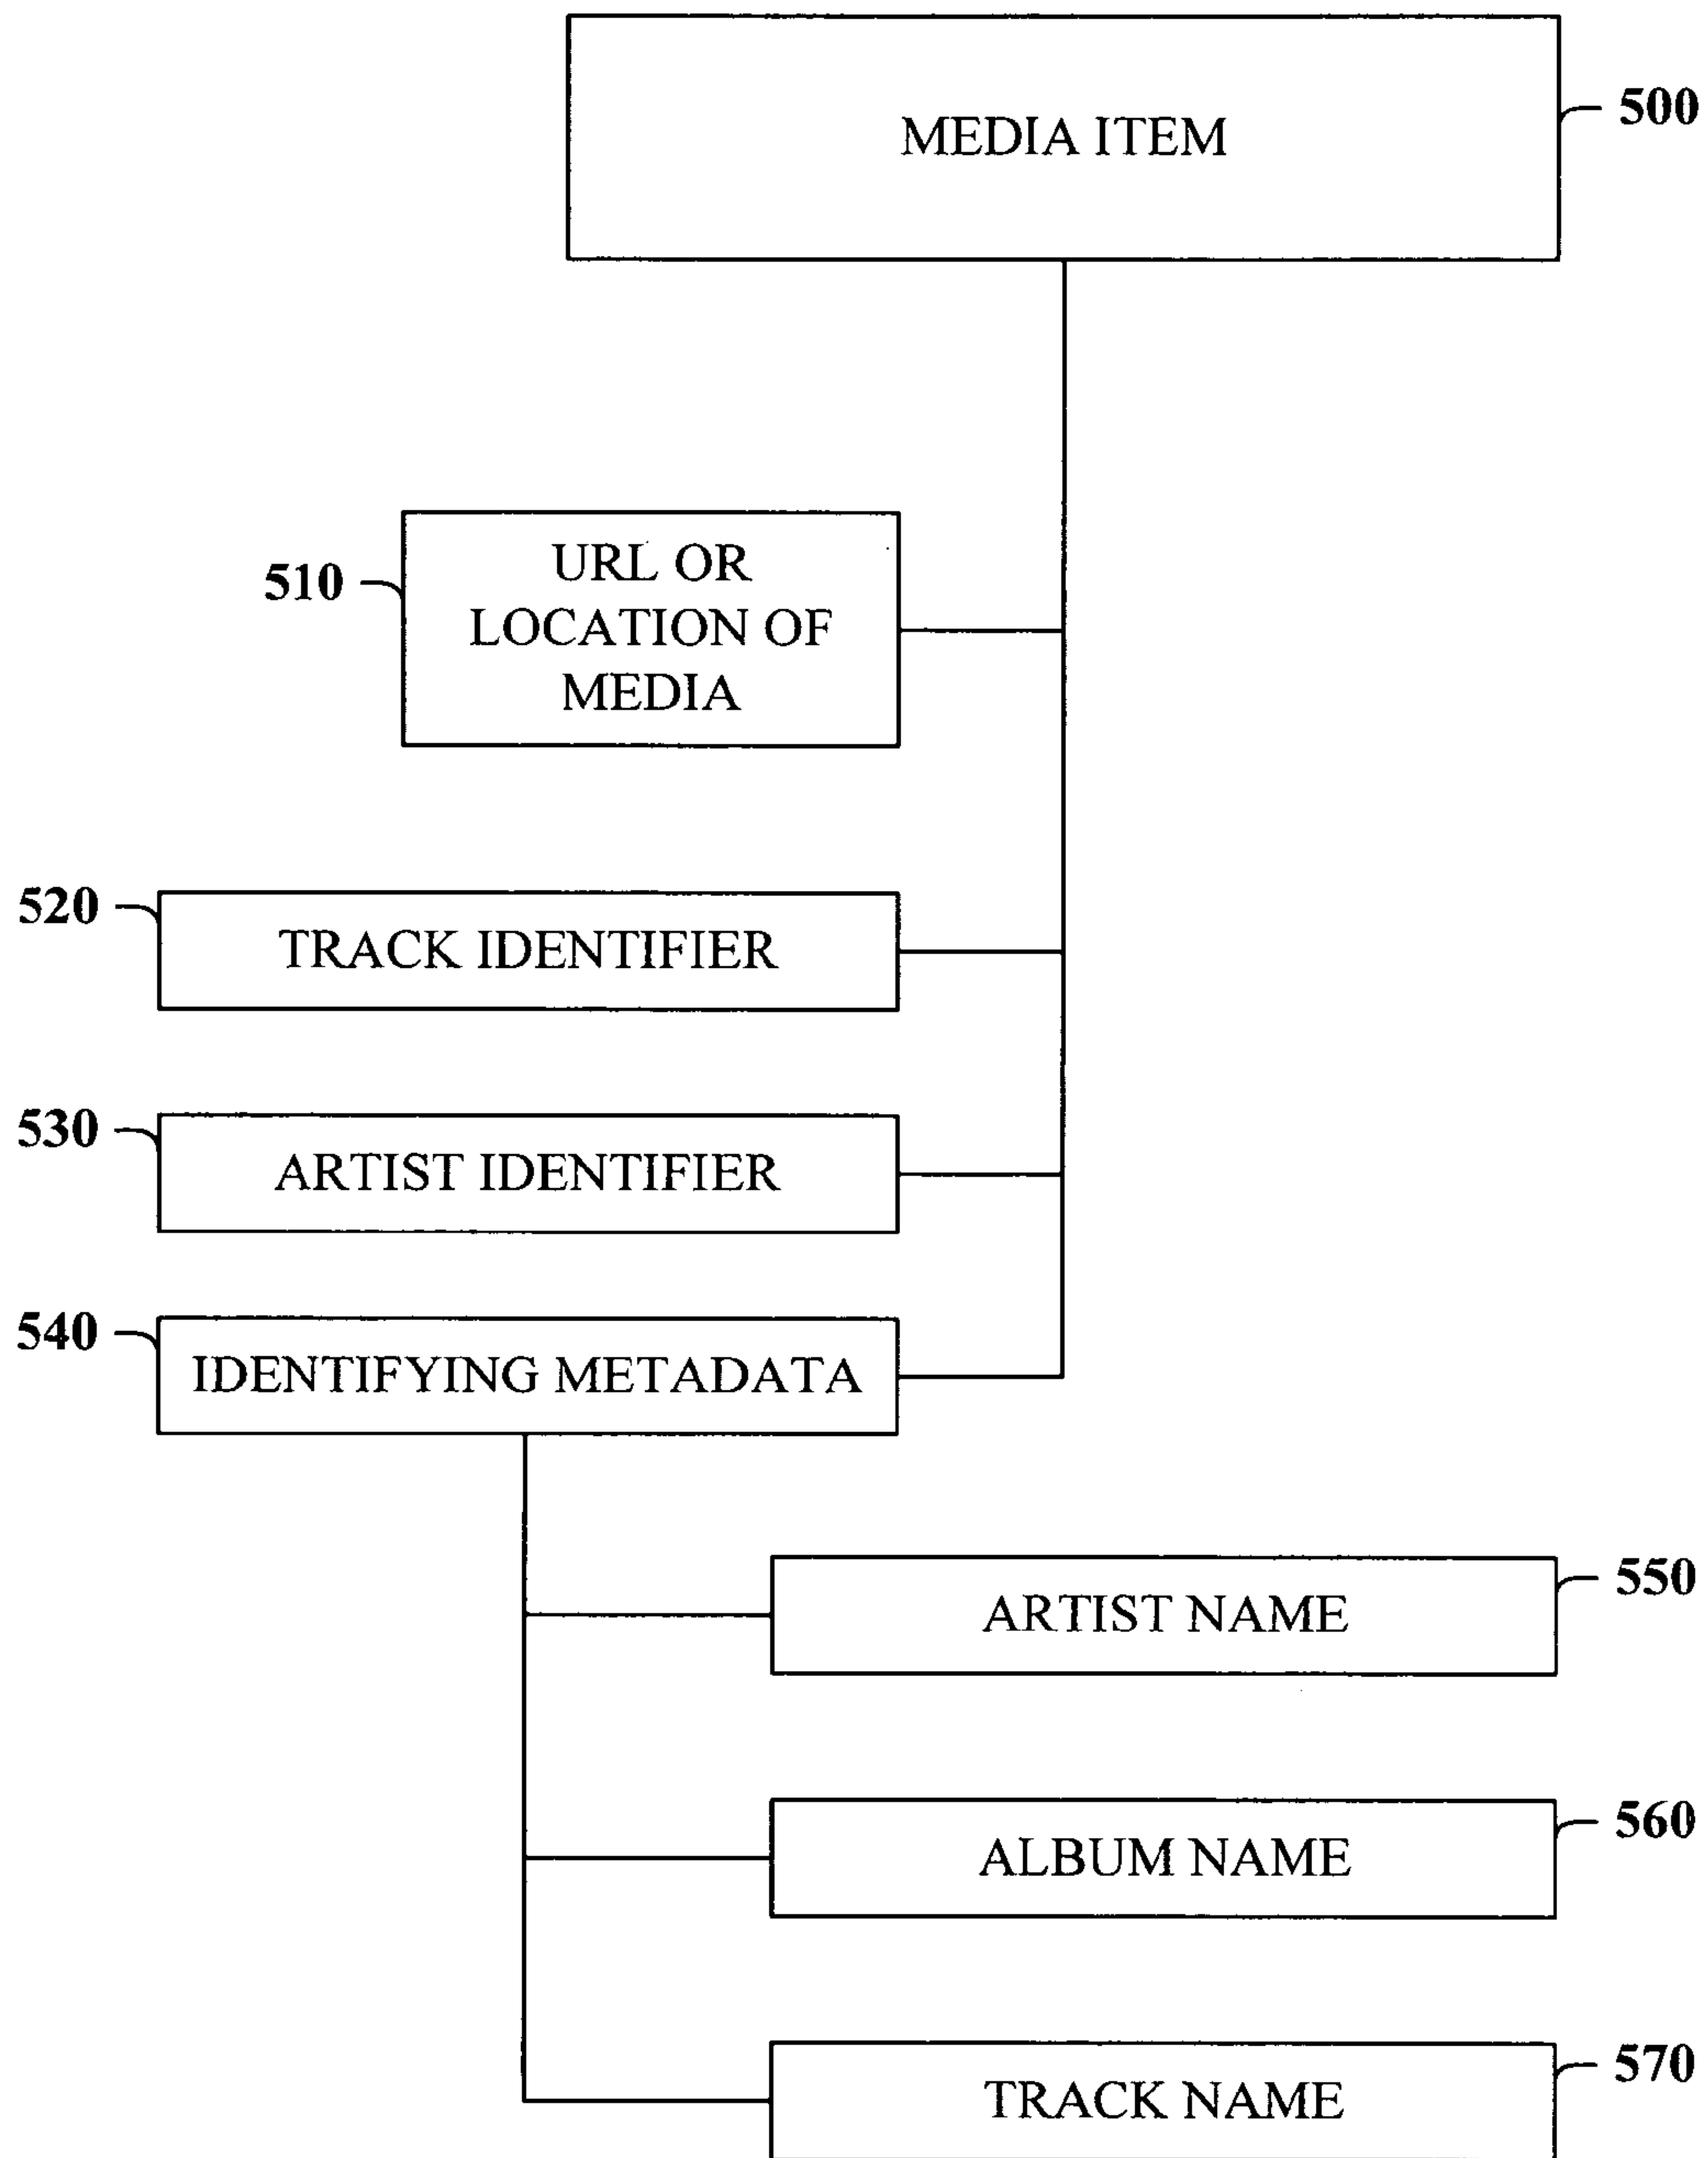 MEDIA ITEM
500
510
URL OR
LOCATION OF
MEDIA
520
TRACK IDENTIFIER
530
ARTIST IDENTIFIER
540
IDENTIFYING METADATA
550
ARTIST NAME
560
ALBUM NAME
570
TRACK NAME